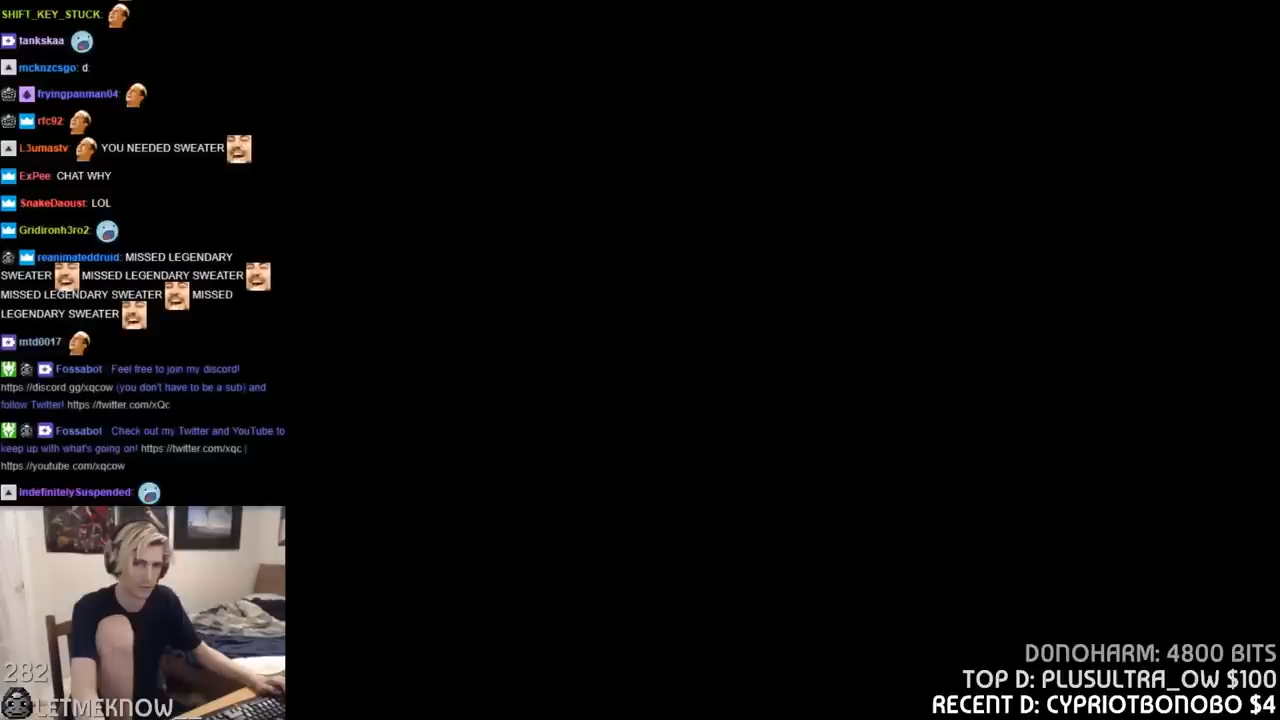 SHIFT_KEY_STUCK:
tankskaa
mcknzcsgo: d:
fryingpanman04:
rfc92:
L3umastv: YOU NEEDED SWEATER
ExPee: CHAT WHY
SnakeDaoust: LOL
Gridironh3ro2:
reanimateddruid: MISSED LEGENDARY
SWEATER MISSED LEGENDARY SWEATER
MISSED LEGENDARY SWEATER MISSED
LEGENDARY SWEATER
mtd0017
Fossabot Feel free to join my discord!
https://discord.gg/xqcow (you don't have to be a sub) and
follow Twitter! https://twitter.com/xQc
Fossabot Check out my Twitter and YouTube to
keep up with what's going on! https://twitter.com/xqc |
https://youtube.com/xqcow
IndefinitelySuspended:
282
LETMEKNOW__
D0N0HARM: 4800 BITS
TOP D: PLUSULTRA_OW $100
RECENT D: CYPRIOTBONOBO $4